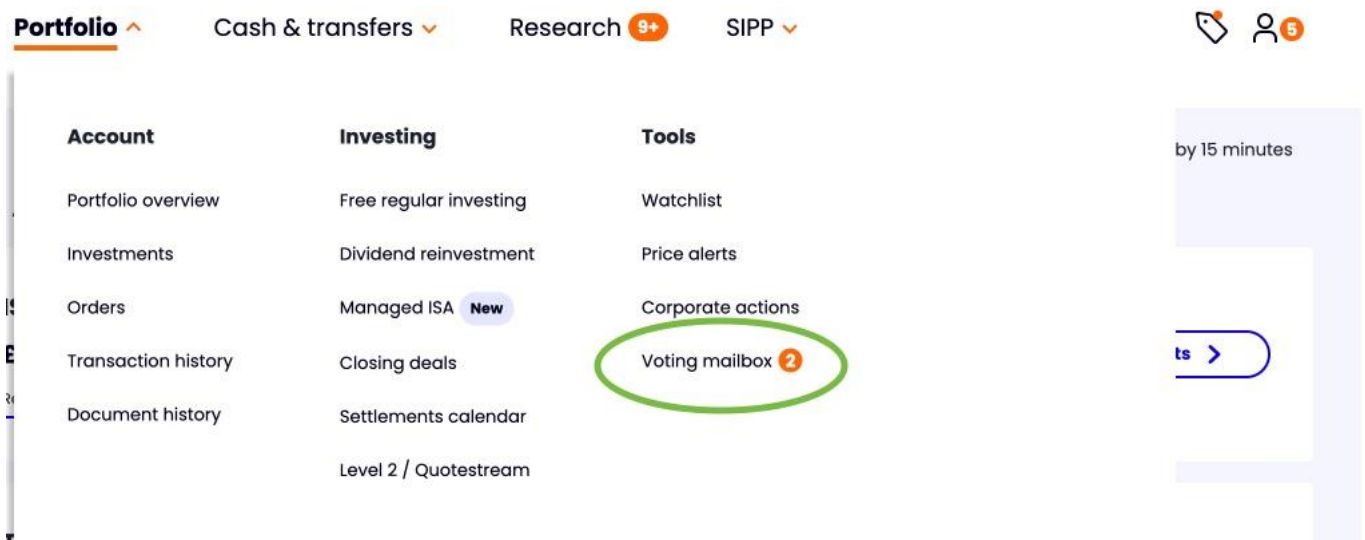 Portfolio
Cash & transfers
Research 9+
SIPP
5
Account
Portfolio overview
Investments
Orders
Transaction history
Document history
Investing
Free regular investing
Dividend reinvestment
Managed ISA New
Closing deals
Settlements calendar
Level 2 / Quotestream
Tools
Watchlist
Price alerts
Corporate actions
Voting mailbox 2
by 15 minutes
ts